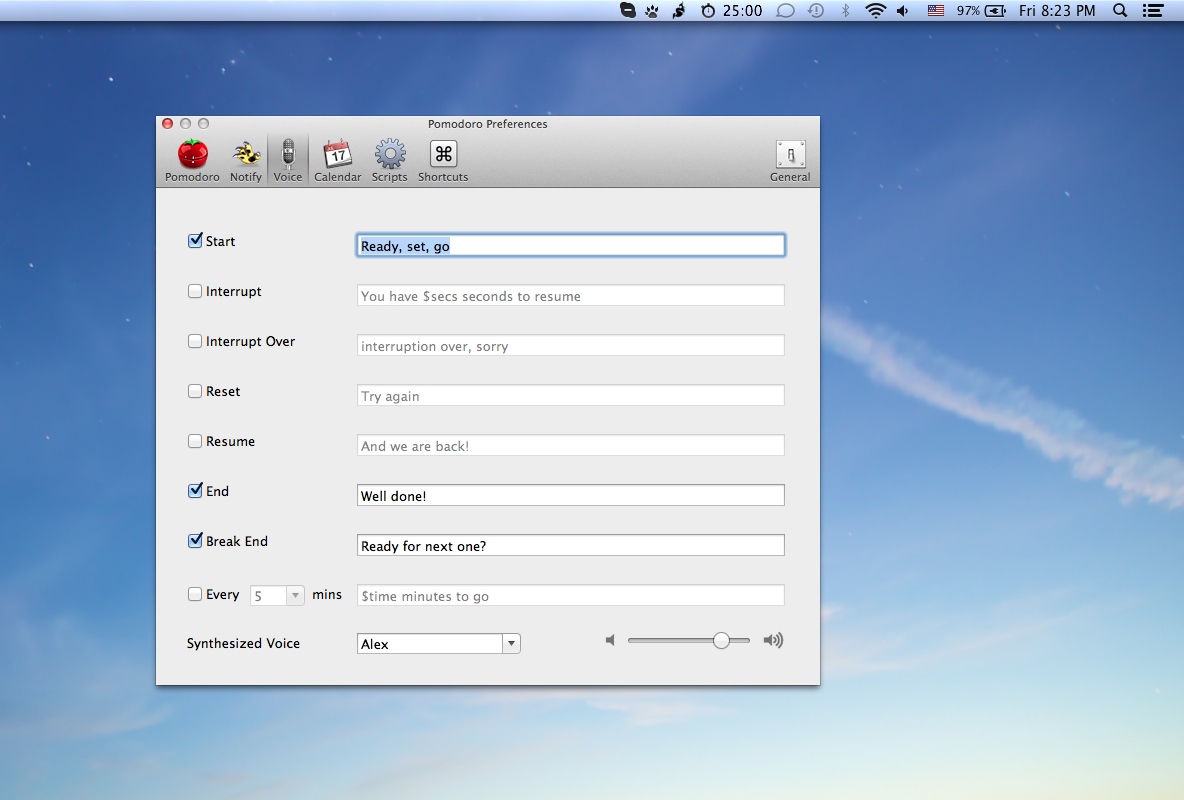 25:00 97% Fri 8:23 PM
Pomodoro Preferences
Pomodoro Notify Voice Calendar Scripts Shortcuts General
17
Start Ready, set, go
Interrupt You have $secs seconds to resume
Interrupt Over interruption over, sorry
Reset Try again
Resume And we are back!
End Well done!
Break End Ready for next one?
Every 5 mins $time minutes to go
Synthesized Voice Alex